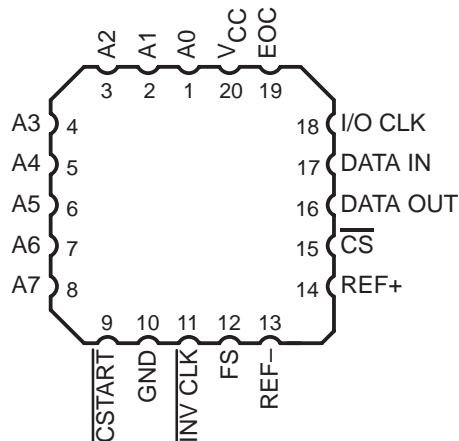 A2 A1 A0 VCC EOC
3 2 1 20 19
A3 4 18 I/O CLK
A4 5 17 DATA IN
A5 6 16 DATA OUT
A6 7 15 CS
A7 8 14 REF+
9 10 11 12 13
CSTART GND INV CLK FS REF–